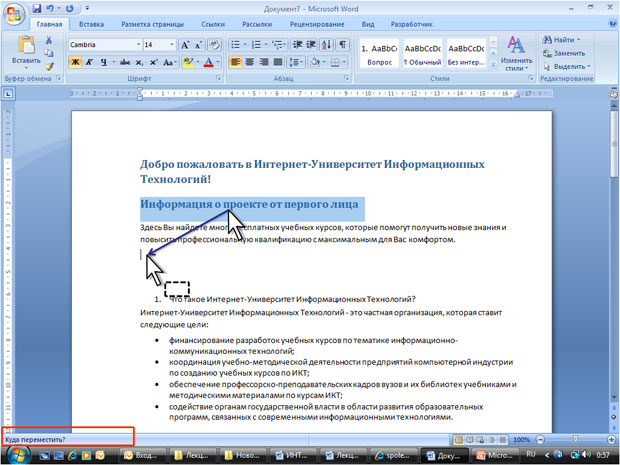 Документ7 - Microsoft Word
Главная Вставка Разметка страницы Ссылки Рассылки Рецензирование Вид Разработчик
Cambria 14
Вставить
Ж К Ч
1. AaBbCc AaBbCcDc AaBbCcDc
Вопрос ¶ Обычный Без интер...
Изменить стили
Найти
Заменить
Выделить
Буфер обмена Шрифт Абзац Стили Редактирование
Добро пожаловать в Интернет-Университет Информационных
Технологий!
Информация о проекте от первого лица
Здесь Вы найдете много бесплатных учебных курсов, которые помогут получить новые знания и
повысить профессиональную квалификацию с максимальным для Вас комфортом.
1. Что такое Интернет-Университет Информационных Технологий?
Интернет-Университет Информационных Технологий - это частная организация, которая ставит
следующие цели:
• финансирование разработок учебных курсов по тематике информационно-
коммуникационных технологий;
• координация учебно-методической деятельности предприятий компьютерной индустрии
по созданию учебных курсов по ИКТ;
• обеспечение профессорско-преподавательских кадров вузов и их библиотек учебниками и
методическими материалами по курсам ИКТ;
• содействие органам государственной власти в области развития образовательных
программ, связанных с современными информационными технологиями.
Куда переместить?
100%
Вход... Лекц... Ново... ИНТ... Лекц... spole... Доку... Micro... RU 0:57